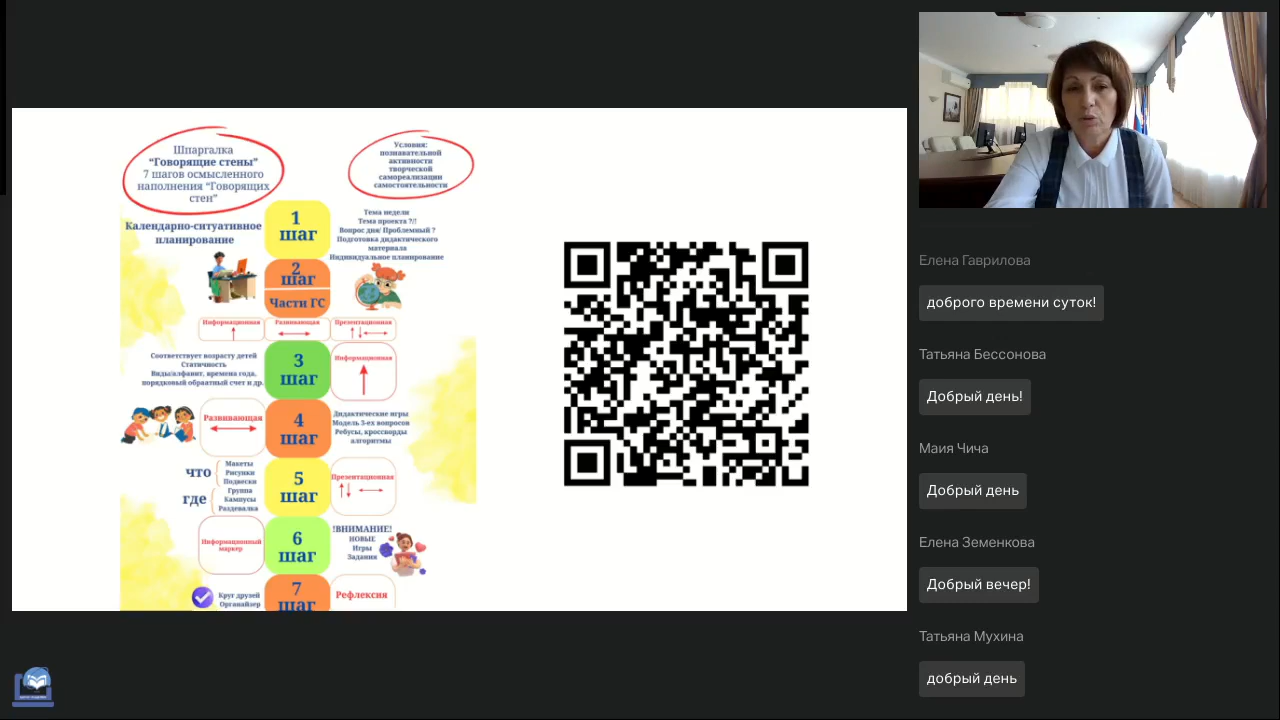 Шпаргалка
“Говорящие стены”
7 шагов осмысленного
наполнения “Говорящих
стен”
Условия:
познавательной
активности
творческой
самореализации
самостоятельности
Календарно-ситуативное
планирование
1
шаг
Тема недели
Тема проекта ?/!
Вопрос дня/ Проблемный ?
Подготовка дидактического
материала
Индивидуальное планирование
2
шаг
Части ГС
Информационная
Развивающая
Презентационная
Соответствует возрасту детей
Статичность
Виды/алфавит, времена года,
порядковый обраатный счет и др.
3
шаг
Информационная
Развивающая
4
шаг
Дидактические игры
Модель 3-ех вопросов
Ребусы, кроссворды
алгоритмы
что
Макеты
Рисунки
Подвески
где
Группа
Кампусы
Раздевалка
5
шаг
Презентационная
Информационный
маркер
6
шаг
!ВНИМАНИЕ!
НОВЫЕ
Игры
Задания
Круг друзей
Органайзер
7
шаг
Рефлексия
Елена Гаврилова
доброго времени суток!
Татьяна Бессонова
Добрый день!
Маия Чича
Добрый день
Елена Земенкова
Добрый вечер!
Татьяна Мухина
добрый день